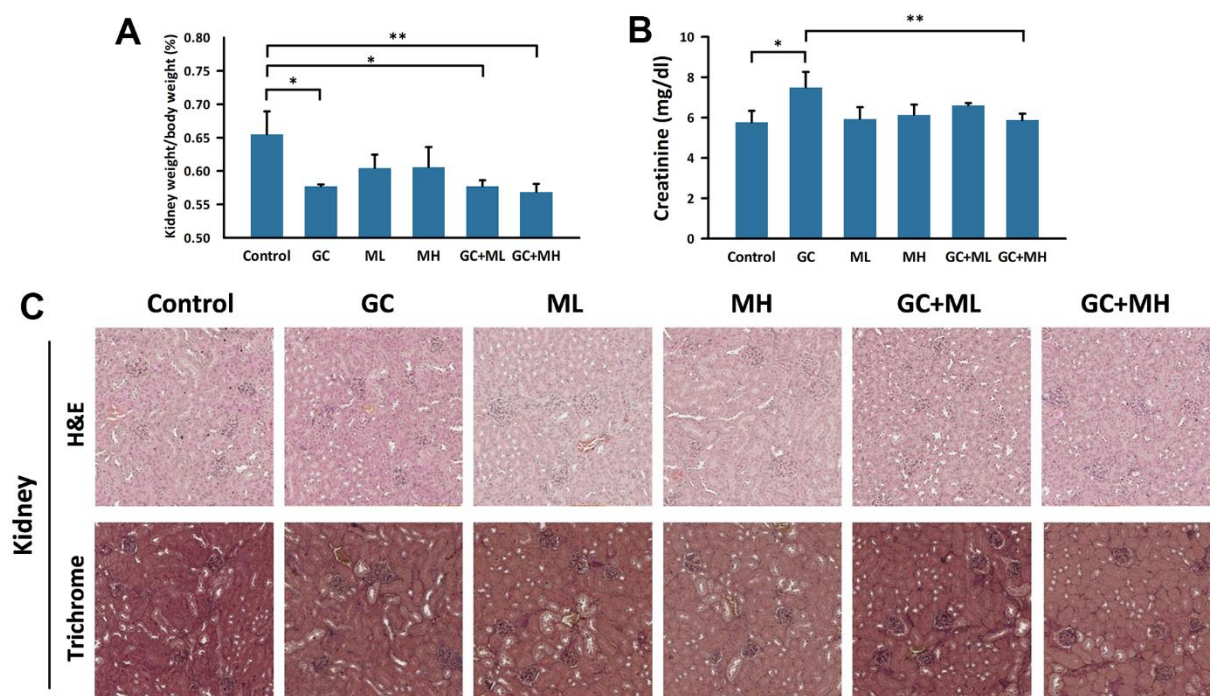 A
Kidney weight/body weight (%)
0.80
0.75
0.70
0.65
0.60
0.55
0.50
**
*
*
Control GC ML MH GC+ML GC+MH
B
Creatinine (mg/dl)
10
8
6
4
2
0
*
**
Control GC ML MH GC+ML GC+MH
C
Control GC ML MH GC+ML GC+MH
Kidney
H&E
Trichrome